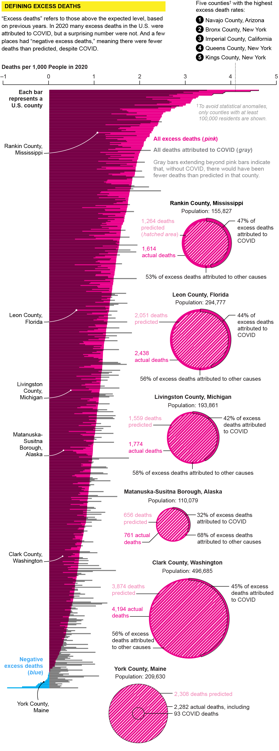 DEFINING EXCESS DEATHS
"Excess deaths" refers to those above the expected level, based
on previous years. In 2020 many excess deaths in the U.S. were
attributed to COVID, but a surprising number were not. And a few
places had "negative excess deaths," meaning there were fewer
deaths than predicted, despite COVID.
Five counties¹ with the highest
excess death rates:
1 Navajo County, Arizona
2 Bronx County, New York
3 Imperial County, California
4 Queens County, New York
5 Kings County, New York
Deaths per 1,000 People in 2020
–1 0 1 2 3 4 5
Each bar
represents a
U.S. county
¹To avoid statistical anomalies,
only counties with at least
100,000 residents are shown.
All excess deaths (pink)
All deaths attributed to COVID (gray)
Gray bars extending beyond pink bars indicate
that, without COVID, there would have been
fewer deaths than predicted in that county.
Rankin County,
Mississippi
Rankin County, Mississippi
Population: 155,827
1,264 deaths
predicted
(hatched area)
1,614
actual deaths
47% of
excess deaths
attributed to
COVID
53% of excess deaths attributed to other causes
Leon County,
Florida
Leon County, Florida
Population: 294,777
2,051 deaths
predicted
2,438
actual deaths
44% of
excess deaths
attributed to
COVID
56% of excess deaths attributed to other causes
Livingston
County,
Michigan
Livingston County, Michigan
Population: 193,861
1,559 deaths
predicted
1,774
actual deaths
42% of excess
deaths attributed
to COVID
58% of excess deaths attributed to other causes
Matanuska-
Susitna
Borough,
Alaska
Matanuska-Susitna Borough, Alaska
Population: 110,079
656 deaths
predicted
761 actual
deaths
32% of excess deaths
attributed to COVID
68% of excess deaths
attributed to other causes
Clark County,
Washington
Clark County, Washington
Population: 496,685
3,874 deaths
predicted
4,194 actual
deaths
45% of excess
deaths attributed
to COVID
56% of excess
deaths attributed
to other causes
Negative
excess deaths
(blue)
York County,
Maine
York County, Maine
Population: 209,630
2,308 deaths predicted
2,282 actual deaths, including
93 COVID deaths